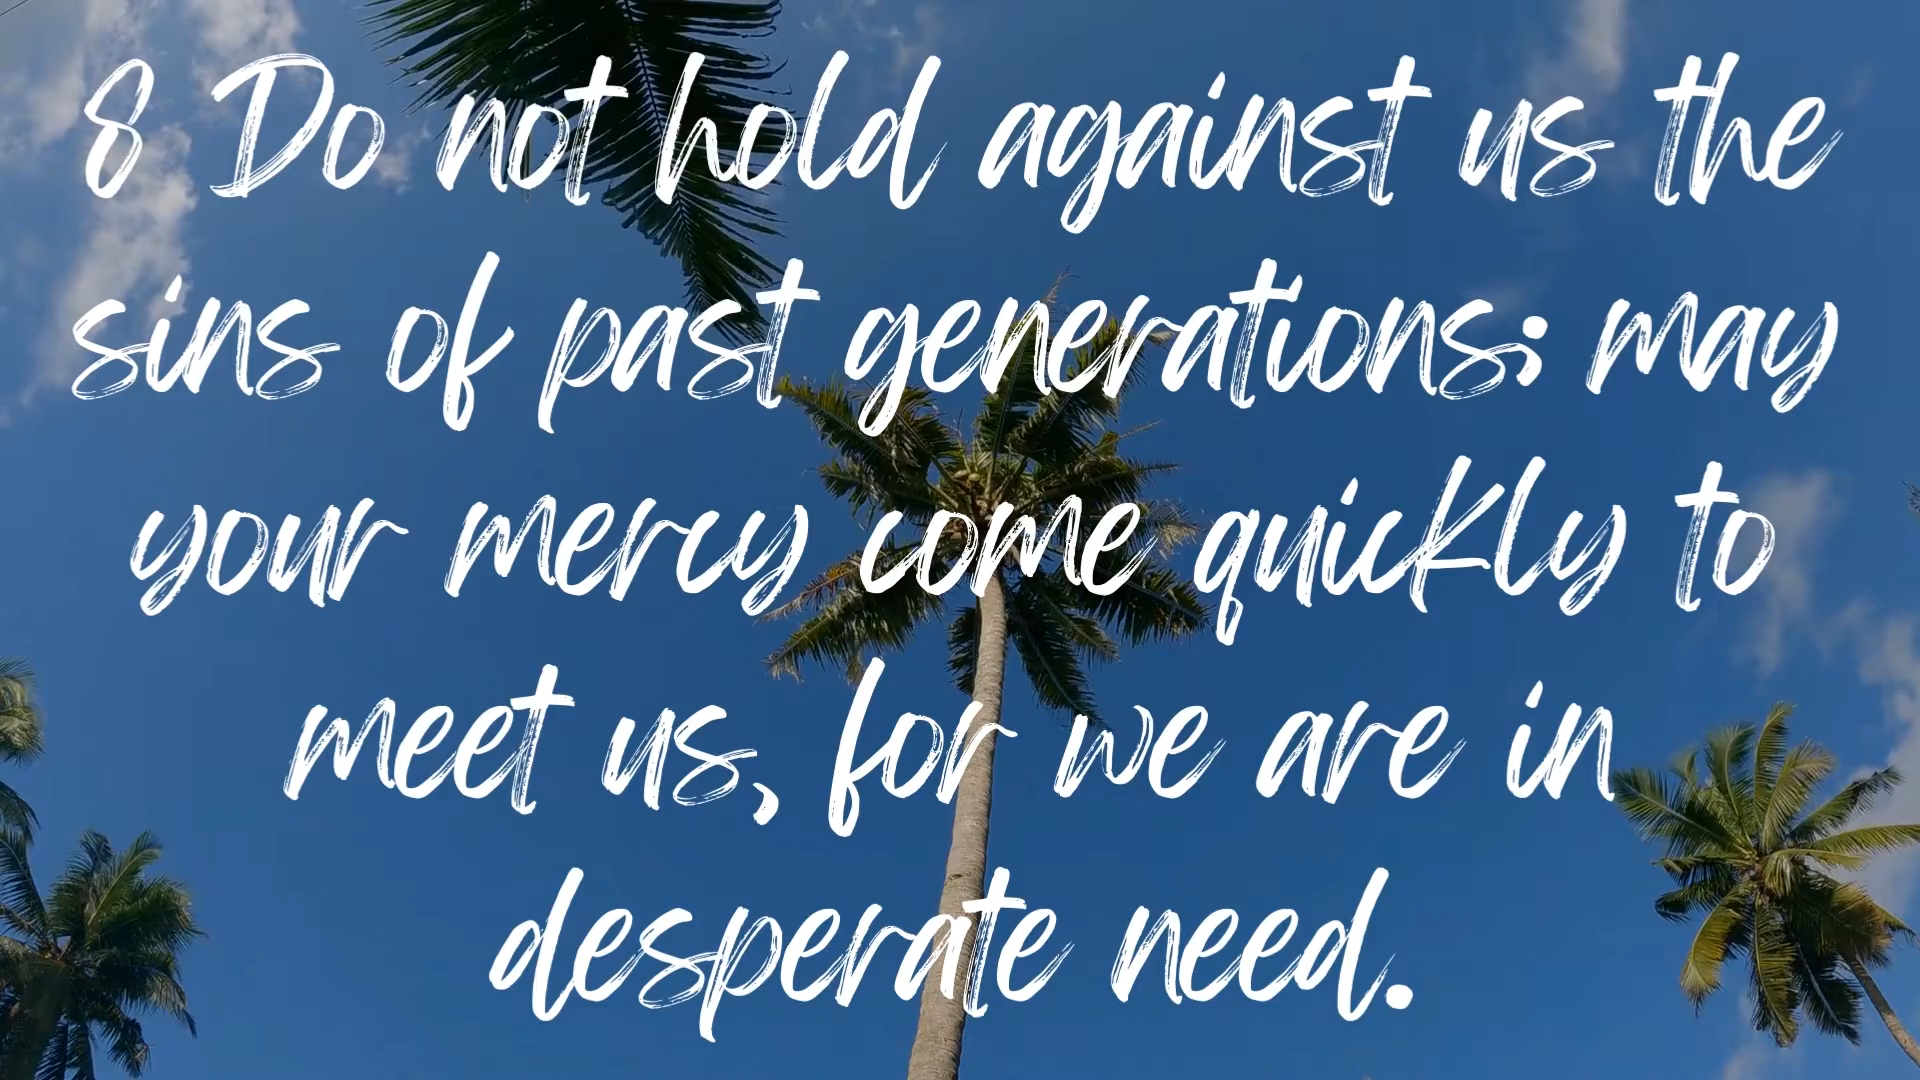 8 Do not hold against us the
sins of past generations; may
your mercy come quickly to
meet us, for we are in
desperate need.